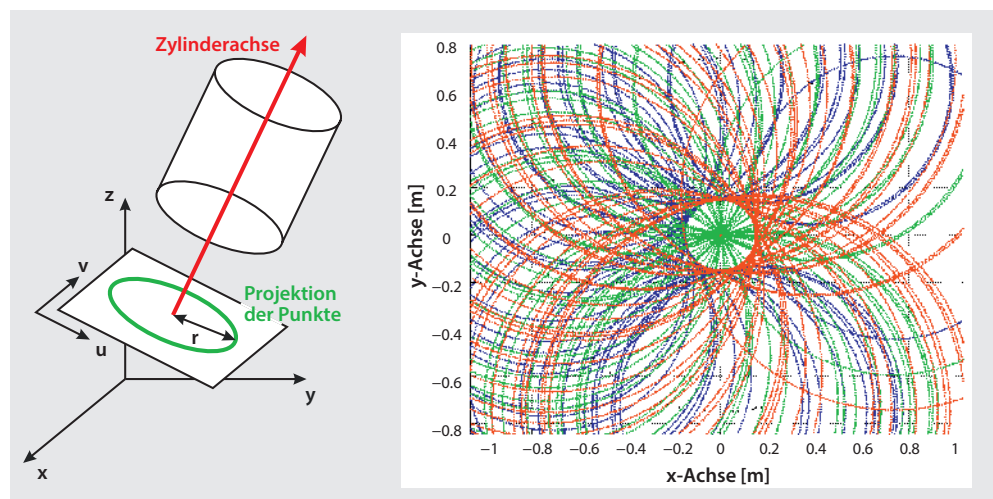 Zylinderachse
z
v
Projektion
der Punkte
r
u
y
x
0.8
0.6
0.4
0.2
0
−0.2
−0.4
−0.6
−0.8
y-Achse [m]
−1 −0.8 −0.6 −0.4 −0.2 0 0.2 0.4 0.6 0.8 1
x-Achse [m]